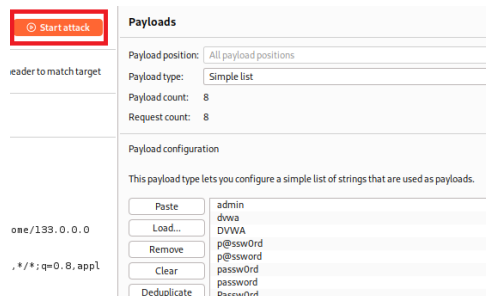 Start attack
Payloads
Payload position: All payload positions
eader to match target
Payload type: Simple list
Payload count: 8
Request count: 8
Payload configuration
This payload type lets you configure a simple list of strings that are used as payloads.
Paste
Load...
Remove
Clear
Deduplicate
admin
dvwa
DVWA
p@ssw0rd
p@ssword
passw0rd
password
Passw0rd
ome/133.0.0.0
,*/*;q=0.8,appl